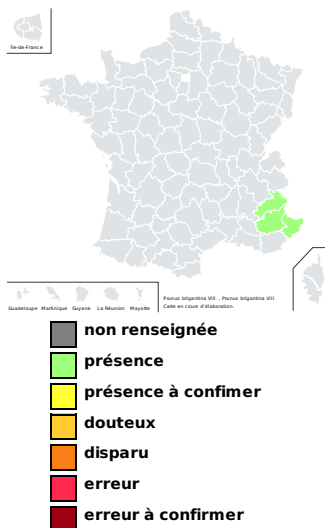 Île-de-France
Guadeloupe Martinique Guyane La Réunion Mayotte
Prunus brigantina Vill. , Prunus brigantina Vill.
Carte en cours d'élaboration.
non renseignée
présence
présence à confimer
douteux
disparu
erreur
erreur à confirmer